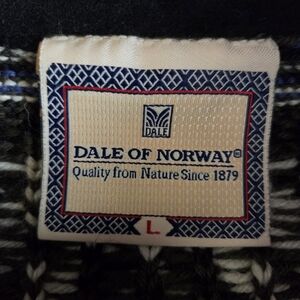 DALE
DALE OF NORWAY®
Quality from Nature Since 1879
L